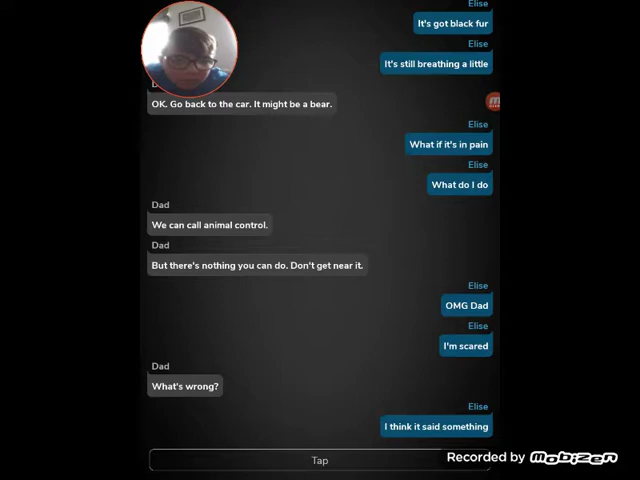 Elise
It's got black fur
Elise
It's still breathing a little
D
OK. Go back to the car. It might be a bear.
Elise
What if it's in pain
Elise
What do I do
Dad
We can call animal control.
Dad
But there's nothing you can do. Don't get near it.
Elise
OMG Dad
Elise
I'm scared
Dad
What's wrong?
Elise
I think it said something
Tap
Recorded by Mobizen